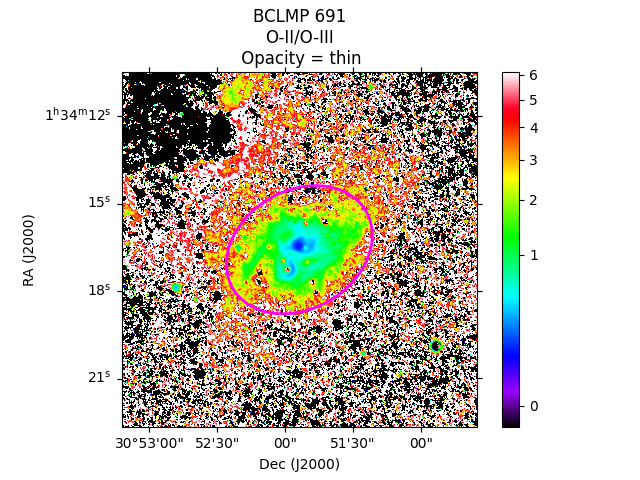 BCLMP 691
O-II/O-III
Opacity = thin
RA (J2000)
1ʰ34ᵐ12ˢ
15ˢ
18ˢ
21ˢ
30°53'00" 52'30" 00" 51'30" 00"
Dec (J2000)
6
5
4
3
2
1
0